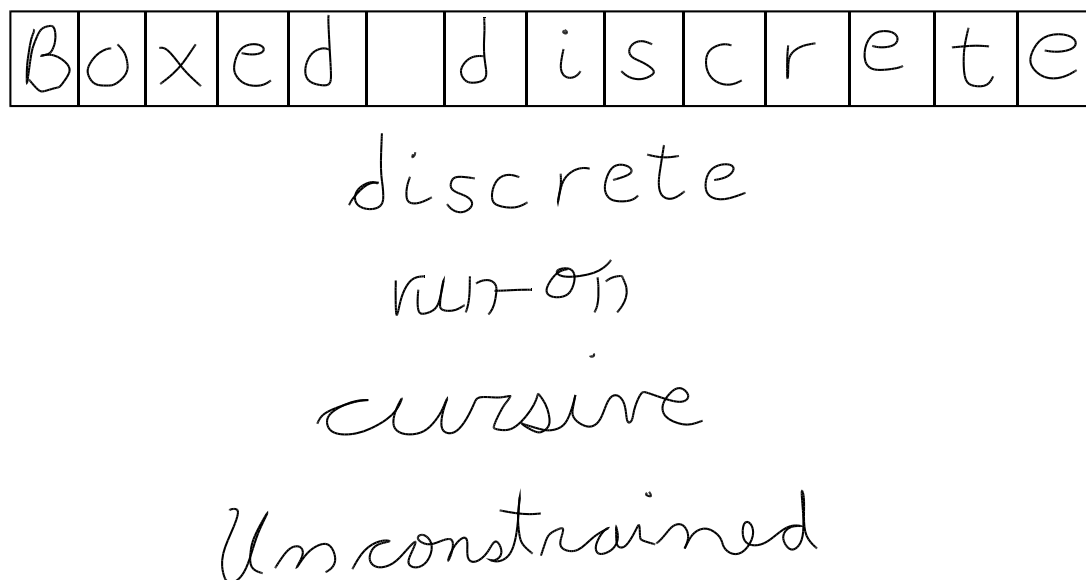 Boxed discrete
discrete
run-on
cursive
Unconstrained